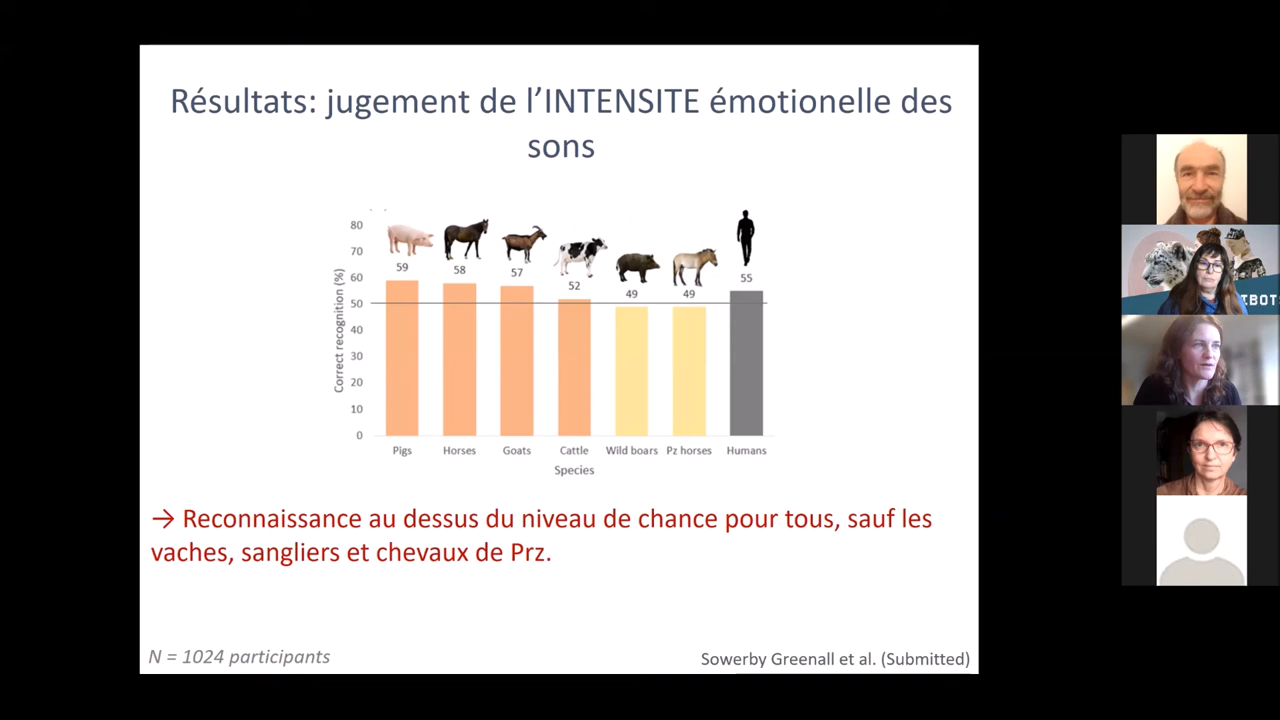 Résultats: jugement de l'INTENSITE émotionelle des
sons
80
70
60
50
40
30
20
10
0
Correct recognition (%)
59
58
57
52
49
49
55
Pigs
Horses
Goats
Cattle
Wild boars
Pz horses
Humans
Species
→ Reconnaissance au dessus du niveau de chance pour tous, sauf les
vaches, sangliers et chevaux de Prz.
N = 1024 participants
Sowerby Greenall et al. (Submitted)